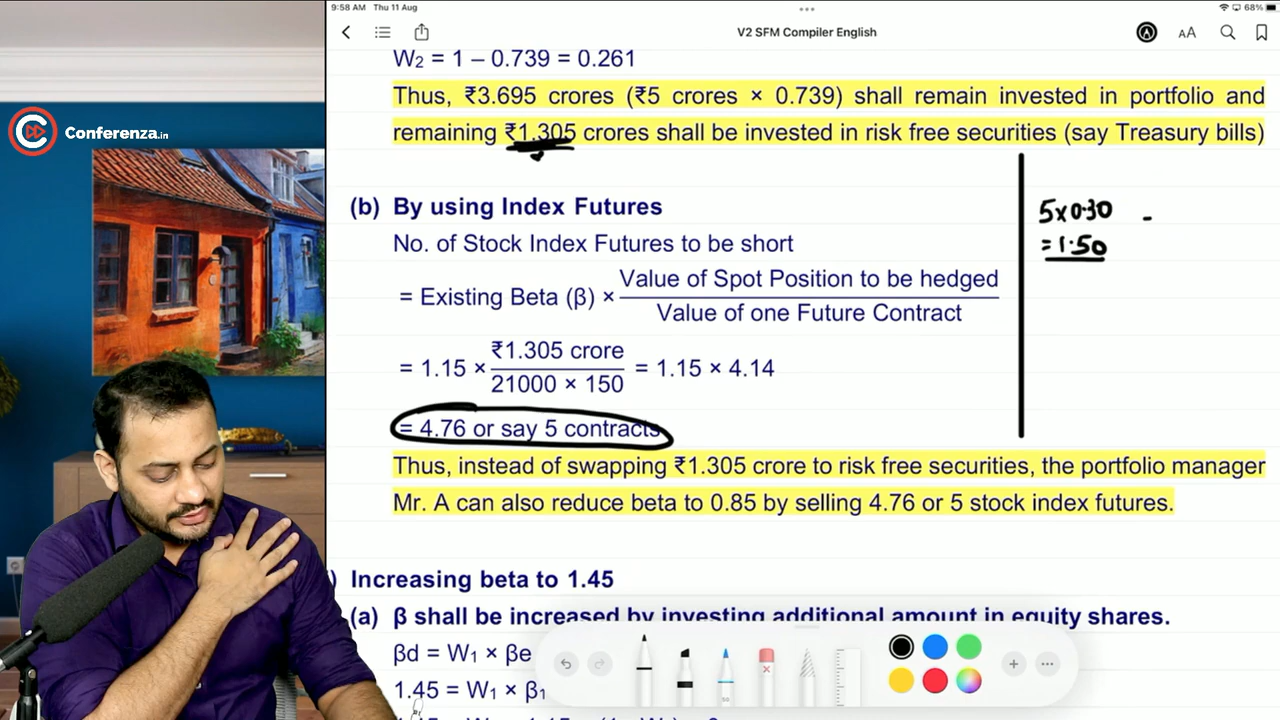 9:58 AM Thu 11 Aug
68%
V2 SFM Compiler English
AA
Conferenza.in
W₂ = 1 – 0.739 = 0.261
Thus, ₹3.695 crores (₹5 crores × 0.739) shall remain invested in portfolio and
remaining ₹1.305 crores shall be invested in risk free securities (say Treasury bills)
(b) By using Index Futures
No. of Stock Index Futures to be short
= Existing Beta (β) × Value of Spot Position to be hedged
Value of one Future Contract
= 1.15 × ₹1.305 crore = 1.15 × 4.14
21000 × 150
= 4.76 or say 5 contracts
5×0.30 -
=1.50
Thus, instead of swapping ₹1.305 crore to risk free securities, the portfolio manager
Mr. A can also reduce beta to 0.85 by selling 4.76 or 5 stock index futures.
) Increasing beta to 1.45
(a) β shall be increased by investing additional amount in equity shares.
βd = W₁ × βe
1.45 = W₁ × β₁